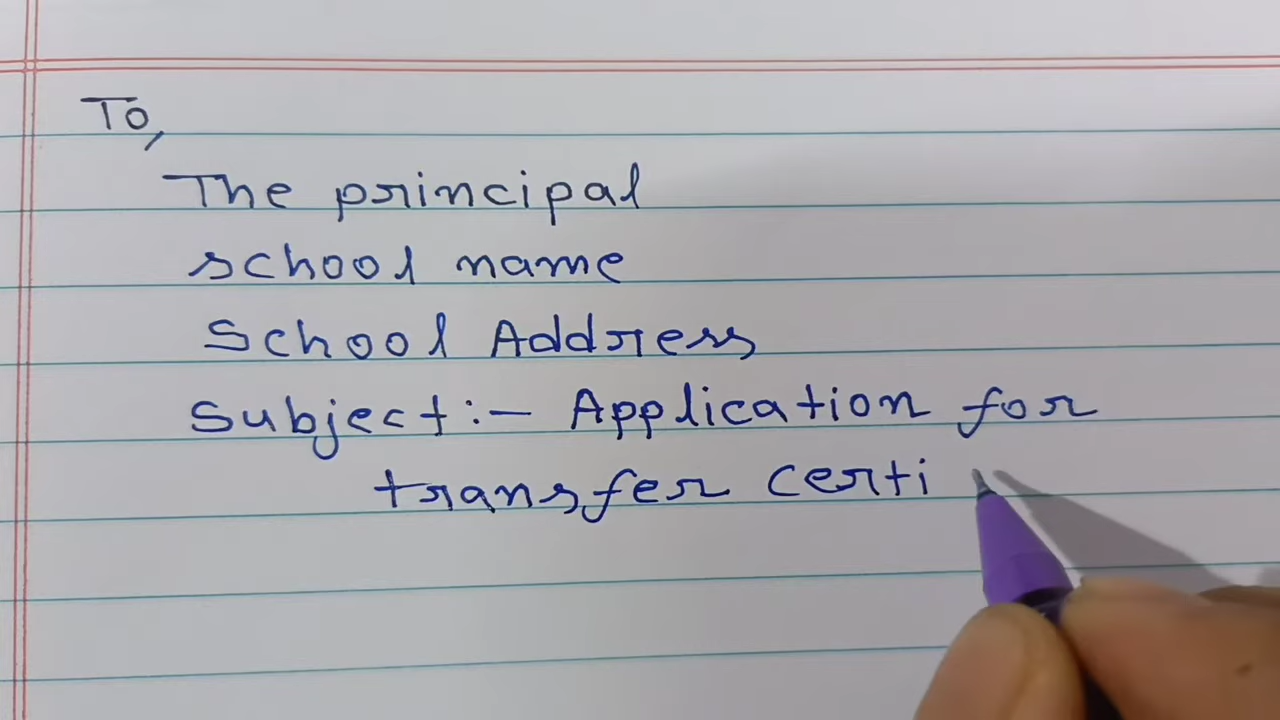 To,
The principal
school name
School Address
Subject:- Application for
transfer certi